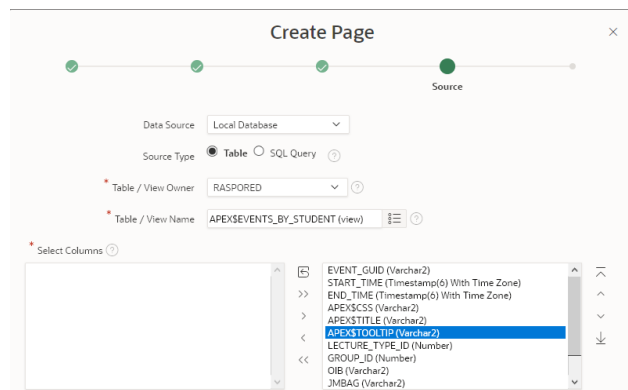 Create Page
Source
Data Source Local Database
Source Type Table SQL Query
* Table / View Owner RASPORED
* Table / View Name APEX$EVENTS_BY_STUDENT (view)
* Select Columns
EVENT_GUID (Varchar2)
START_TIME (Timestamp(6) With Time Zone)
END_TIME (Timestamp(6) With Time Zone)
APEX$CSS (Varchar2)
APEX$TITLE (Varchar2)
APEX$TOOLTIP (Varchar2)
LECTURE_TYPE_ID (Number)
GROUP_ID (Number)
OIB (Varchar2)
JMBAG (Varchar2)